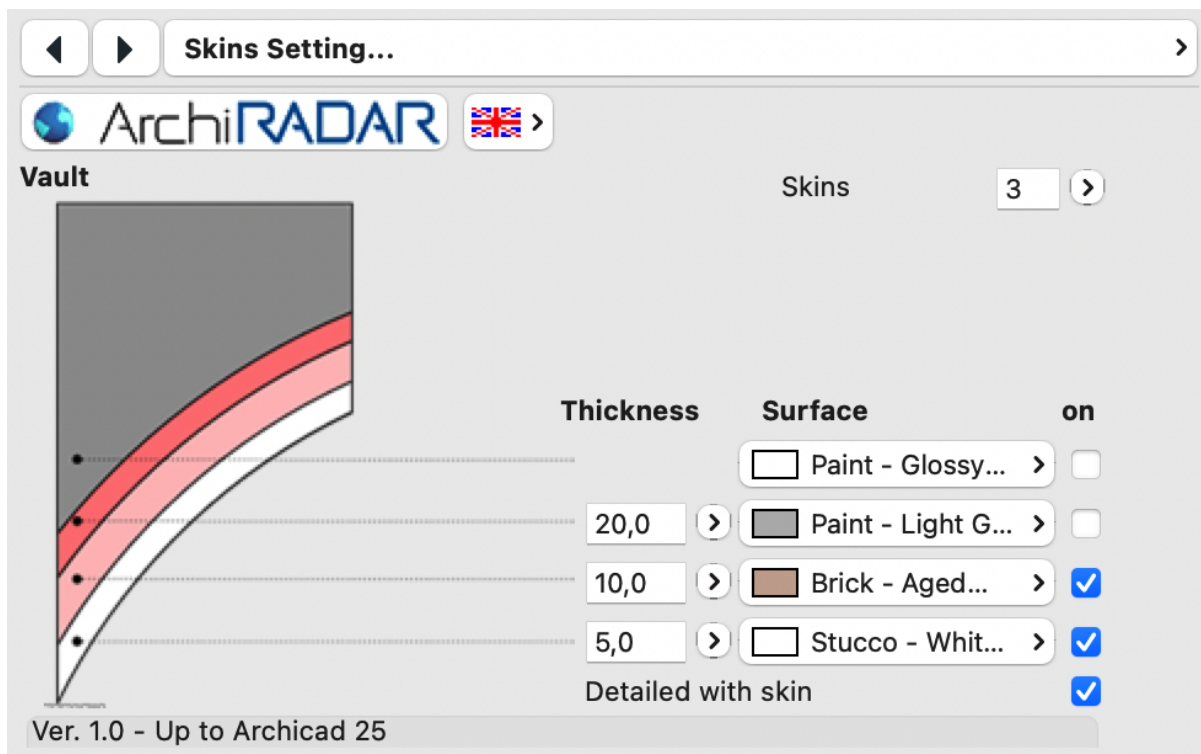 Skins Setting...
ArchiRADAR
Vault
Skins 3
Thickness Surface on
Paint - Glossy...
20,0 Paint - Light G...
10,0 Brick - Aged...
5,0 Stucco - Whit...
Detailed with skin
Ver. 1.0 - Up to Archicad 25